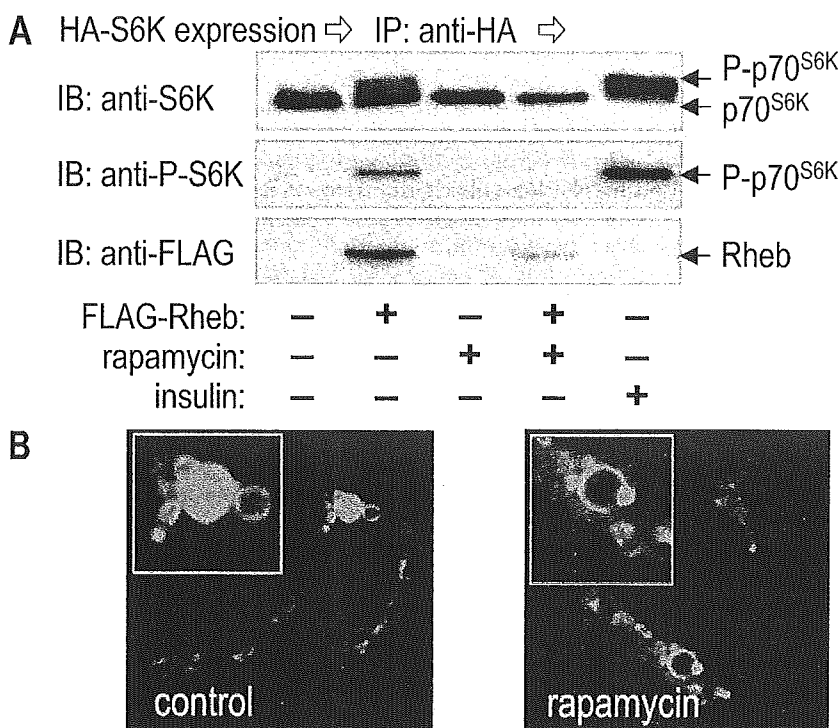 A HA-S6K expression ⇨ IP: anti-HA ⇨
IB: anti-S6K
P-p70S6K
p70S6K
IB: anti-P-S6K
P-p70S6K
IB: anti-FLAG
Rheb
FLAG-Rheb: – + – + –
rapamycin: – – + + –
insulin: – – – – +
B
control
rapamycin